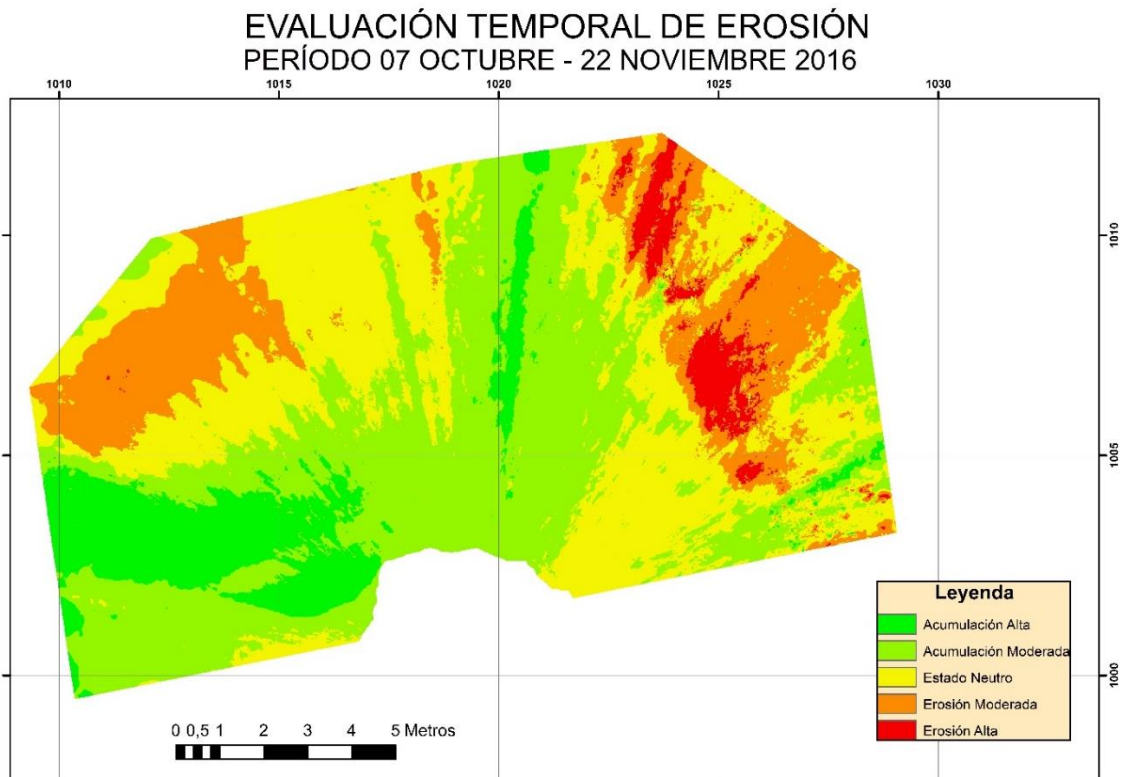 EVALUACIÓN TEMPORAL DE EROSIÓN
PERÍODO 07 OCTUBRE - 22 NOVIEMBRE 2016
1010 1015 1020 1025 1030
1010
1005
1000
Leyenda
Acumulación Alta
Acumulación Moderada
Estado Neutro
Erosión Moderada
Erosión Alta
0 0,5 1 2 3 4 5 Metros